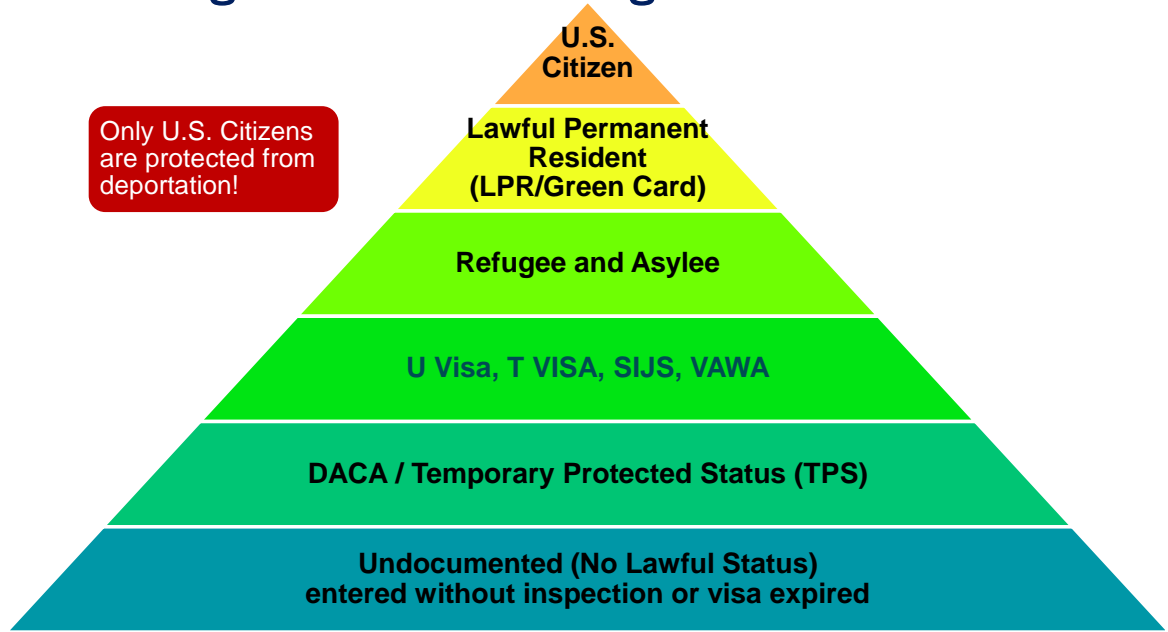 U.S.
Citizen
Only U.S. Citizens
are protected from
deportation!
Lawful Permanent
Resident
(LPR/Green Card)
Refugee and Asylee
U Visa, T VISA, SIJS, VAWA
DACA / Temporary Protected Status (TPS)
Undocumented (No Lawful Status)
entered without inspection or visa expired